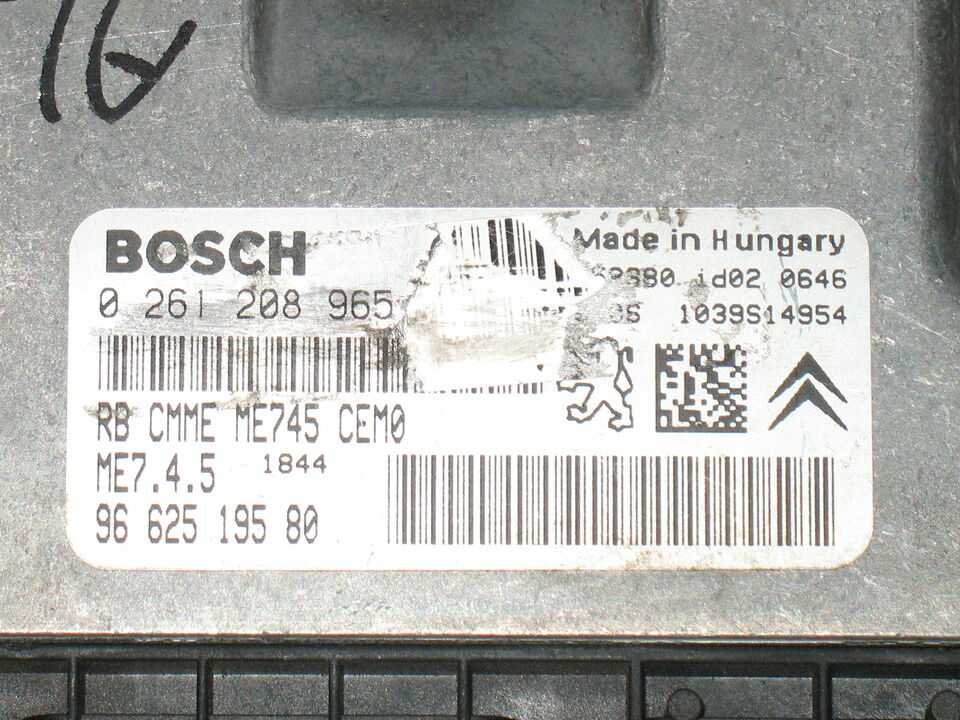 BOSCH
Made in Hungary
0 261 208 965
id02 0646
1039S14954
RB CMME ME745 CEM0
ME7.4.5 1844
96 625 195 80